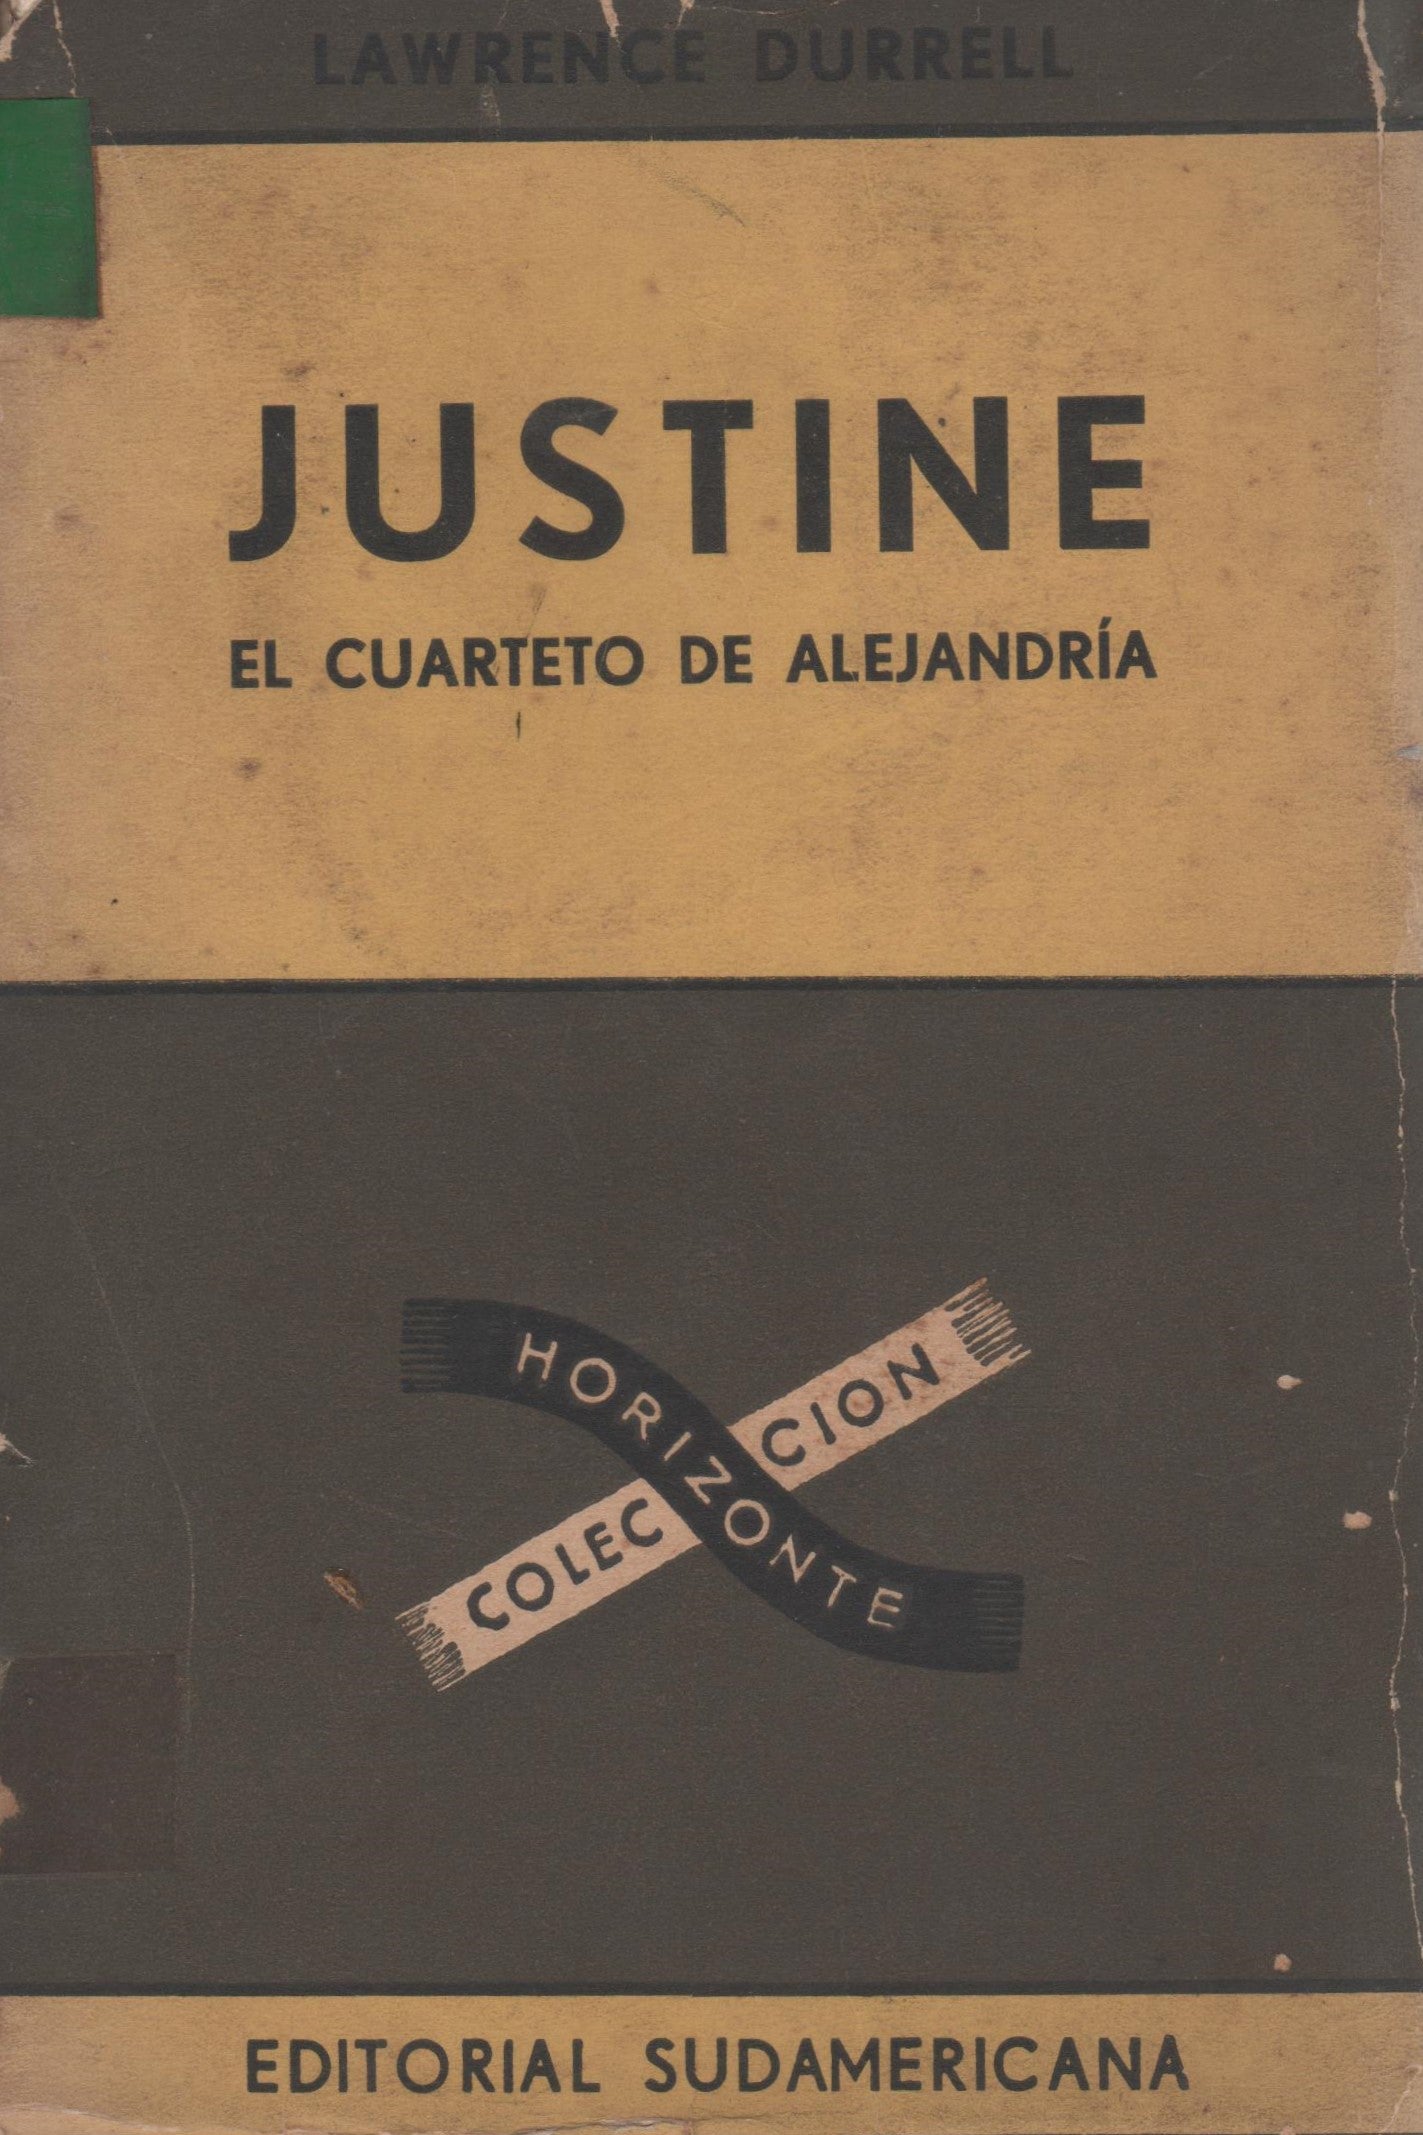 LAWRENCE DURRELL
JUSTINE
EL CUARTETO DE ALEJANDRÍA
COLECCION
HORIZONTE
EDITORIAL SUDAMERICANA